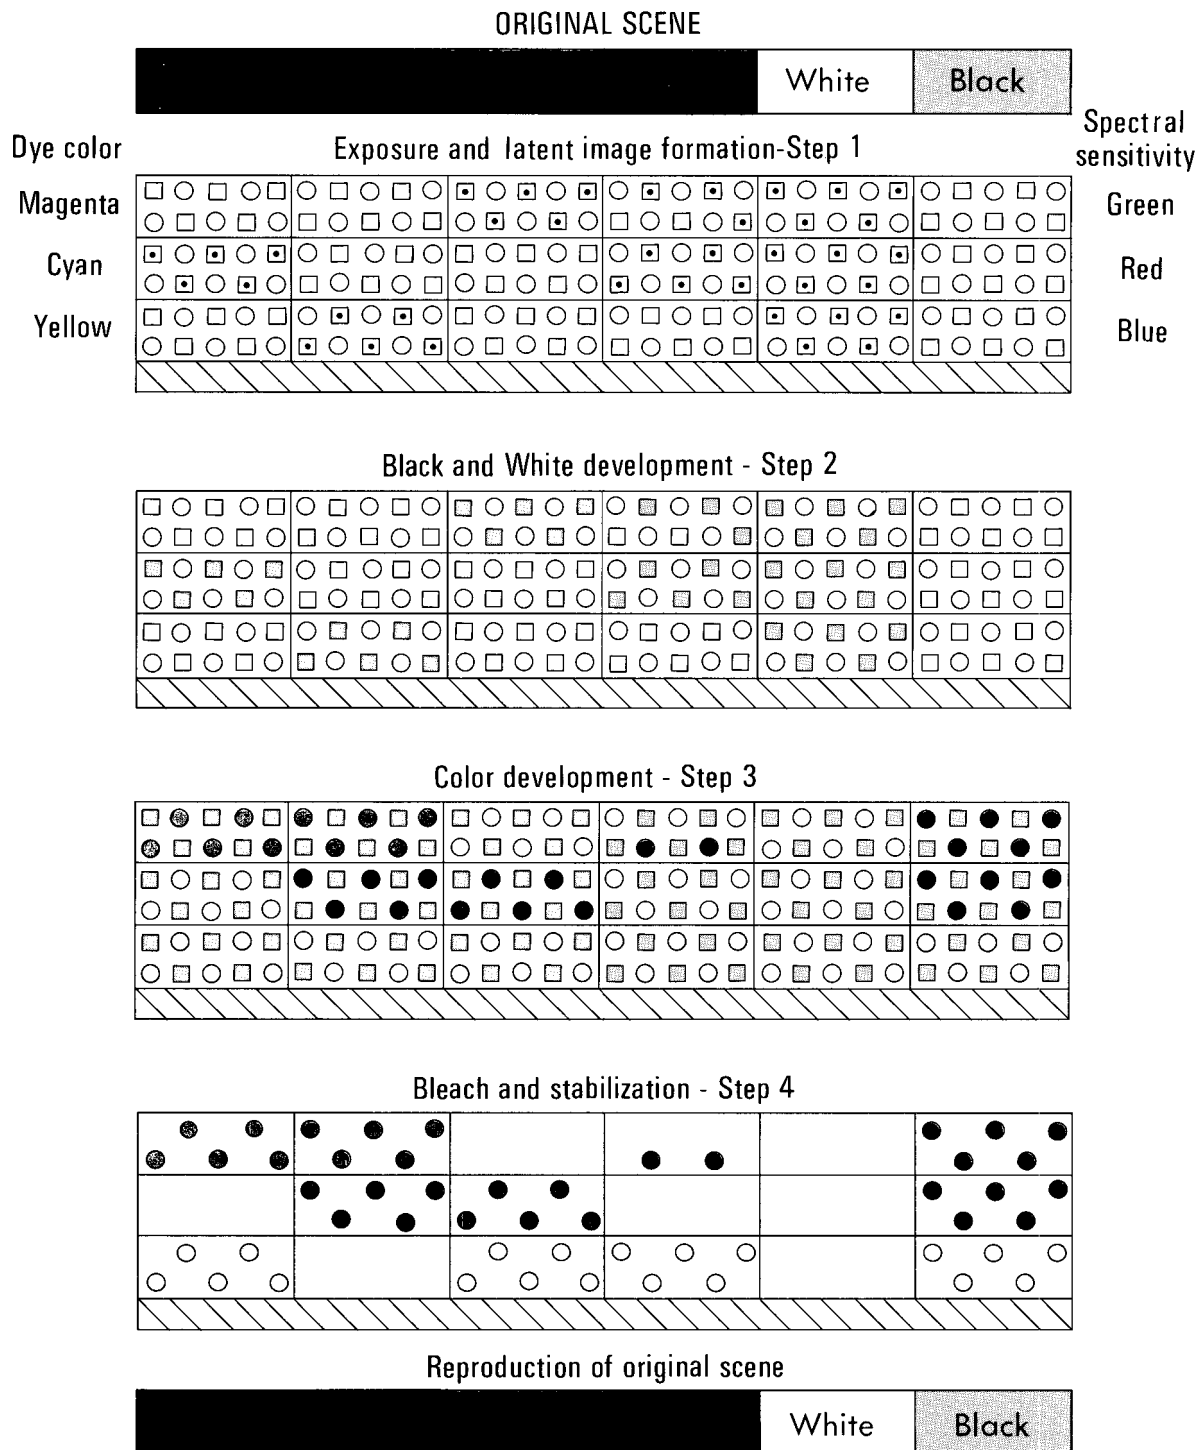 ORIGINAL SCENE
White
Black
Dye color
Exposure and latent image formation-Step 1
Spectral
sensitivity
Magenta
Green
Cyan
Red
Yellow
Blue
Black and White development - Step 2
Color development - Step 3
Bleach and stabilization - Step 4
Reproduction of original scene
White
Black